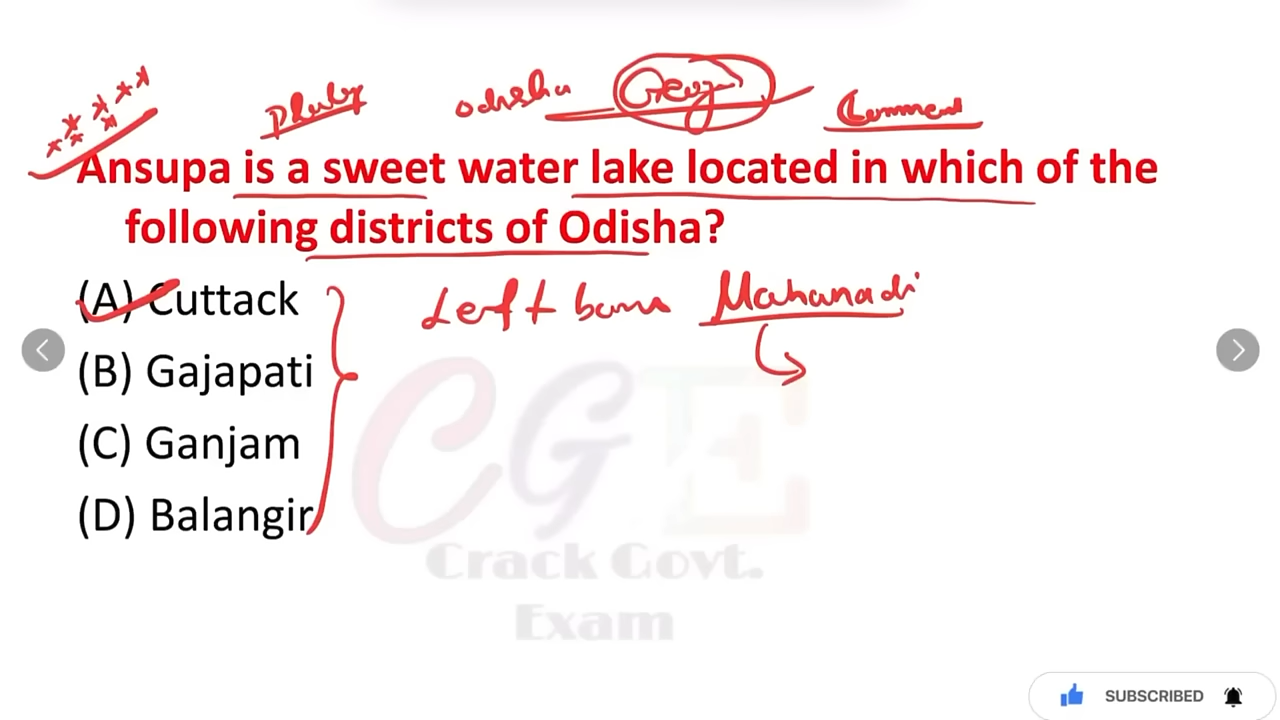 odisha Geog Comment
Ansupa is a sweet water lake located in which of the
following districts of Odisha?
(A) Cuttack
Left bank Mahanadi
(B) Gajapati
(C) Ganjam
(D) Balangir
CGE
Crack Govt.
Exam
SUBSCRIBED